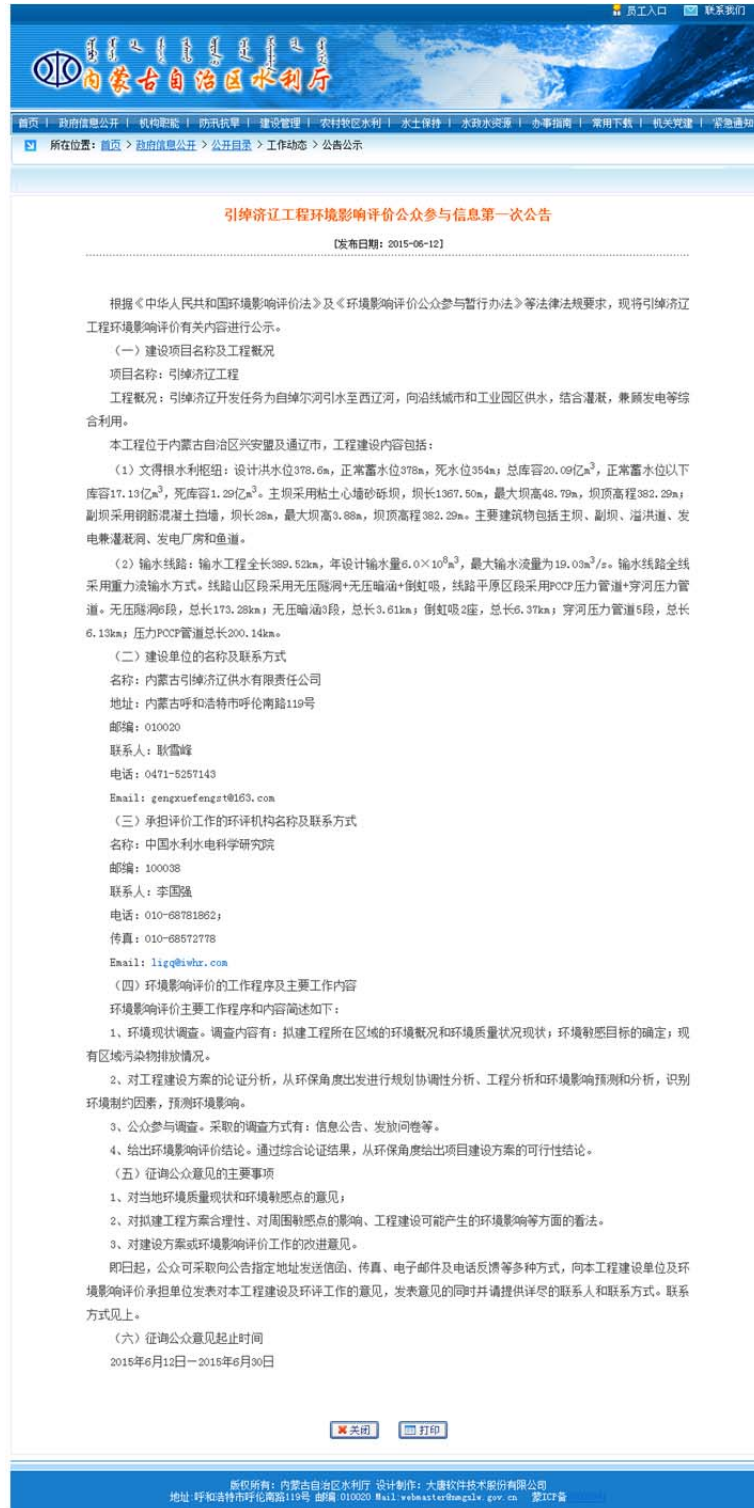 员工入口 联系我们
内蒙古自治区水利厅
首页 | 政府信息公开 | 机构职能 | 防汛抗旱 | 建设管理 | 农村牧区水利 | 水土保持 | 水政水资源 | 办事指南 | 常用下载 | 机关党建 | 紧急通知
所在位置：首页 > 政府信息公开 > 公开目录 > 工作动态 > 公告公示
引绰济辽工程环境影响评价公众参与信息第一次公告
[发布日期：2015-06-12]
根据《中华人民共和国环境影响评价法》及《环境影响评价公众参与暂行办法》等法律法规要求，现将引绰济辽
工程环境影响评价有关内容进行公示。
（一）建设项目名称及工程概况
项目名称：引绰济辽工程
工程概况：引绰济辽开发任务为自绰尔河引水至西辽河，向沿线城市和工业园区供水，结合灌溉，兼顾发电等综
合利用。
本工程位于内蒙古自治区兴安盟及通辽市，工程建设内容包括：
（1）文得根水利枢纽：设计洪水位378.6m，正常蓄水位378m，死水位354m；总库容20.09亿m³，正常蓄水位以下
库容17.13亿m³，死库容1.29亿m³。主坝采用粘土心墙砂砾坝，坝长1367.50m，最大坝高48.79m，坝顶高程382.29m；
副坝采用钢筋混凝土挡墙，坝长28m，最大坝高3.88m，坝顶高程382.29m。主要建筑物包括主坝、副坝、溢洪道、发
电兼灌溉洞、发电厂房和鱼道。
（2）输水线路：输水工程全长389.52km，年设计输水量6.0×10⁸m³，最大输水流量为19.03m³/s。输水线路全线
采用重力流输水方式。线路山区段采用无压隧洞+无压暗涵+倒虹吸，线路平原区段采用PCCP压力管道+穿河压力管
道。无压隧洞6段，总长173.28km；无压暗涵3段，总长3.61km；倒虹吸2座，总长6.37km；穿河压力管道5段，总长
6.13km；压力PCCP管道总长200.14km。
（二）建设单位的名称及联系方式
名称：内蒙古引绰济辽供水有限责任公司
地址：内蒙古呼和浩特市呼伦南路119号
邮编：010020
联系人：耿雪峰
电话：0471-5257143
Email：gengxuefengst@163.com
（三）承担评价工作的环评机构名称及联系方式
名称：中国水利水电科学研究院
邮编：100038
联系人：李国强
电话：010-68781862；
传真：010-68572778
Email：ligq@iwhr.com
（四）环境影响评价的工作程序及主要工作内容
环境影响评价主要工作程序和内容简述如下：
1、环境现状调查。调查内容有：拟建工程所在区域的环境概况和环境质量状况现状；环境敏感目标的确定；现
有区域污染物排放情况。
2、对工程建设方案的论证分析，从环保角度出发进行规划协调性分析、工程分析和环境影响预测和分析，识别
环境制约因素，预测环境影响。
3、公众参与调查。采取的调查方式有：信息公告、发放问卷等。
4、给出环境影响评价结论。通过综合论证结果，从环保角度给出项目建设方案的可行性结论。
（五）征询公众意见的主要事项
1、对当地环境质量现状和环境敏感点的意见；
2、对拟建工程方案合理性、对周围敏感点的影响、工程建设可能产生的环境影响等方面的看法。
3、对建设方案或环境影响评价工作的改进意见。
即日起，公众可采取向公告指定地址发送信函、传真、电子邮件及电话反馈等多种方式，向本工程建设单位及环
境影响评价承担单位发表对本工程建设及环评工作的意见，发表意见的同时并请提供详尽的联系人和联系方式。联系
方式见上。
（六）征询公众意见起止时间
2015年6月12日—2015年6月30日
关闭 打印
版权所有：内蒙古自治区水利厅 设计制作：大唐软件技术股份有限公司
地址:呼和浩特市呼伦南路119号 邮编:010020 Mail:webmaster@nmgslw.gov.cn 蒙ICP备